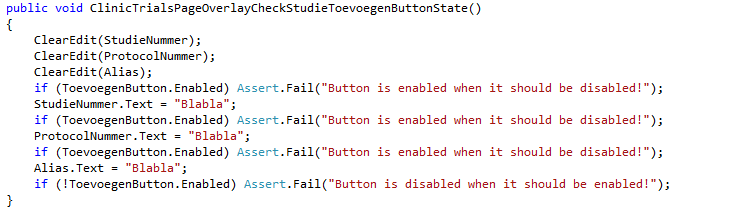 public void ClinicTrialsPageOverlayCheckStudieToevoegenButtonState()
{
ClearEdit(StudieNummer);
ClearEdit(ProtocolNummer);
ClearEdit(Alias);
if (ToevoegenButton.Enabled) Assert.Fail("Button is enabled when it should be disabled!");
StudieNummer.Text = "Blabla";
if (ToevoegenButton.Enabled) Assert.Fail("Button is enabled when it should be disabled!");
ProtocolNummer.Text = "Blabla";
if (ToevoegenButton.Enabled) Assert.Fail("Button is enabled when it should be disabled!");
Alias.Text = "Blabla";
if (!ToevoegenButton.Enabled) Assert.Fail("Button is disabled when it should be enabled!");
}